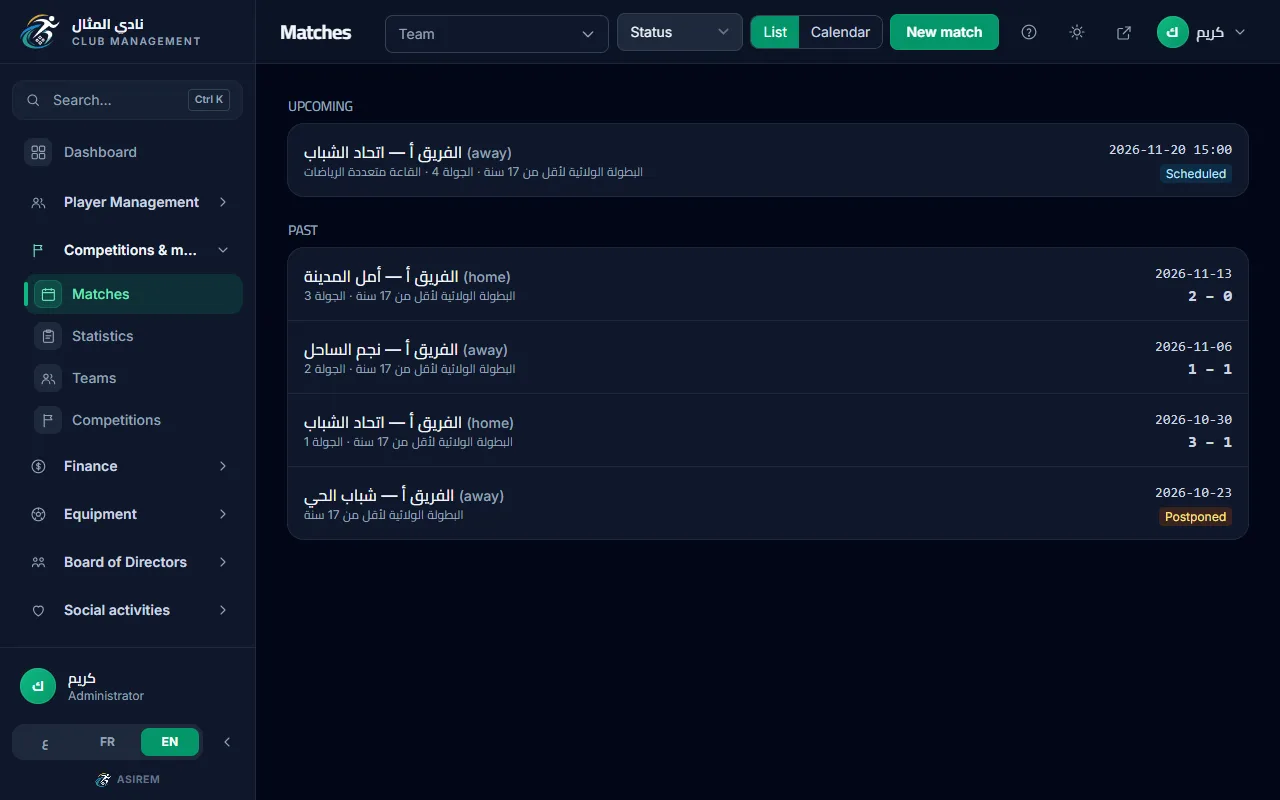 نادي المثال
CLUB MANAGEMENT
Search...
Ctrl K
Dashboard
Player Management
Competitions & m...
Matches
Statistics
Teams
Competitions
Finance
Equipment
Board of Directors
Social activities
ك
كريم
Administrator
ع
FR
EN
ASIREM
Matches
Team
Status
List
Calendar
New match
ك
كريم
UPCOMING
الفريق أ — اتحاد الشباب (away)
البطولة الولائية لأقل من 17 سنة · الجولة 4 · القاعة متعددة الرياضات
2026-11-20 15:00
Scheduled
PAST
الفريق أ — أمل المدينة (home)
البطولة الولائية لأقل من 17 سنة · الجولة 3
2026-11-13
2 – 0
الفريق أ — نجم الساحل (away)
البطولة الولائية لأقل من 17 سنة · الجولة 2
2026-11-06
1 – 1
الفريق أ — اتحاد الشباب (home)
البطولة الولائية لأقل من 17 سنة · الجولة 1
2026-10-30
3 – 1
الفريق أ — شباب الحي (away)
البطولة الولائية لأقل من 17 سنة
2026-10-23
Postponed